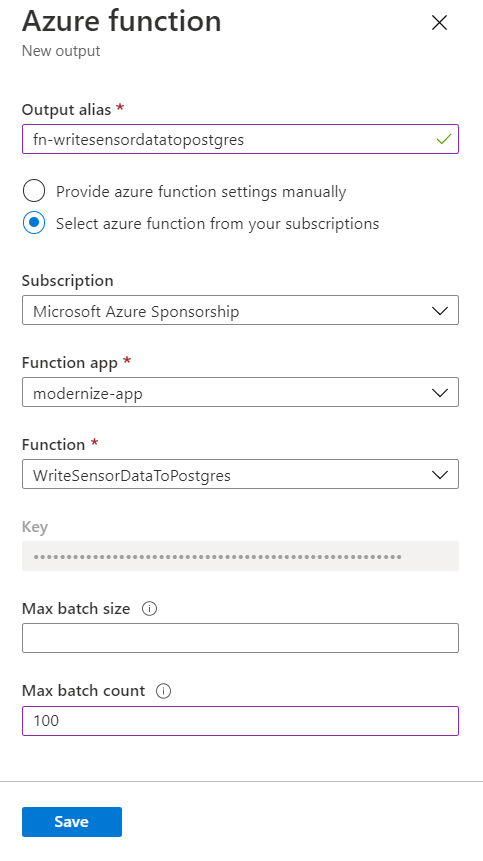 Azure function
New output
Output alias *
fn-writesensordatatopostgres
Provide azure function settings manually
Select azure function from your subscriptions
Subscription
Microsoft Azure Sponsorship
Function app *
modernize-app
Function *
WriteSensorDataToPostgres
Key
••••••••••••••••••••••••••••••••••••••••••••••••••••••••
Max batch size
Max batch count
100
Save